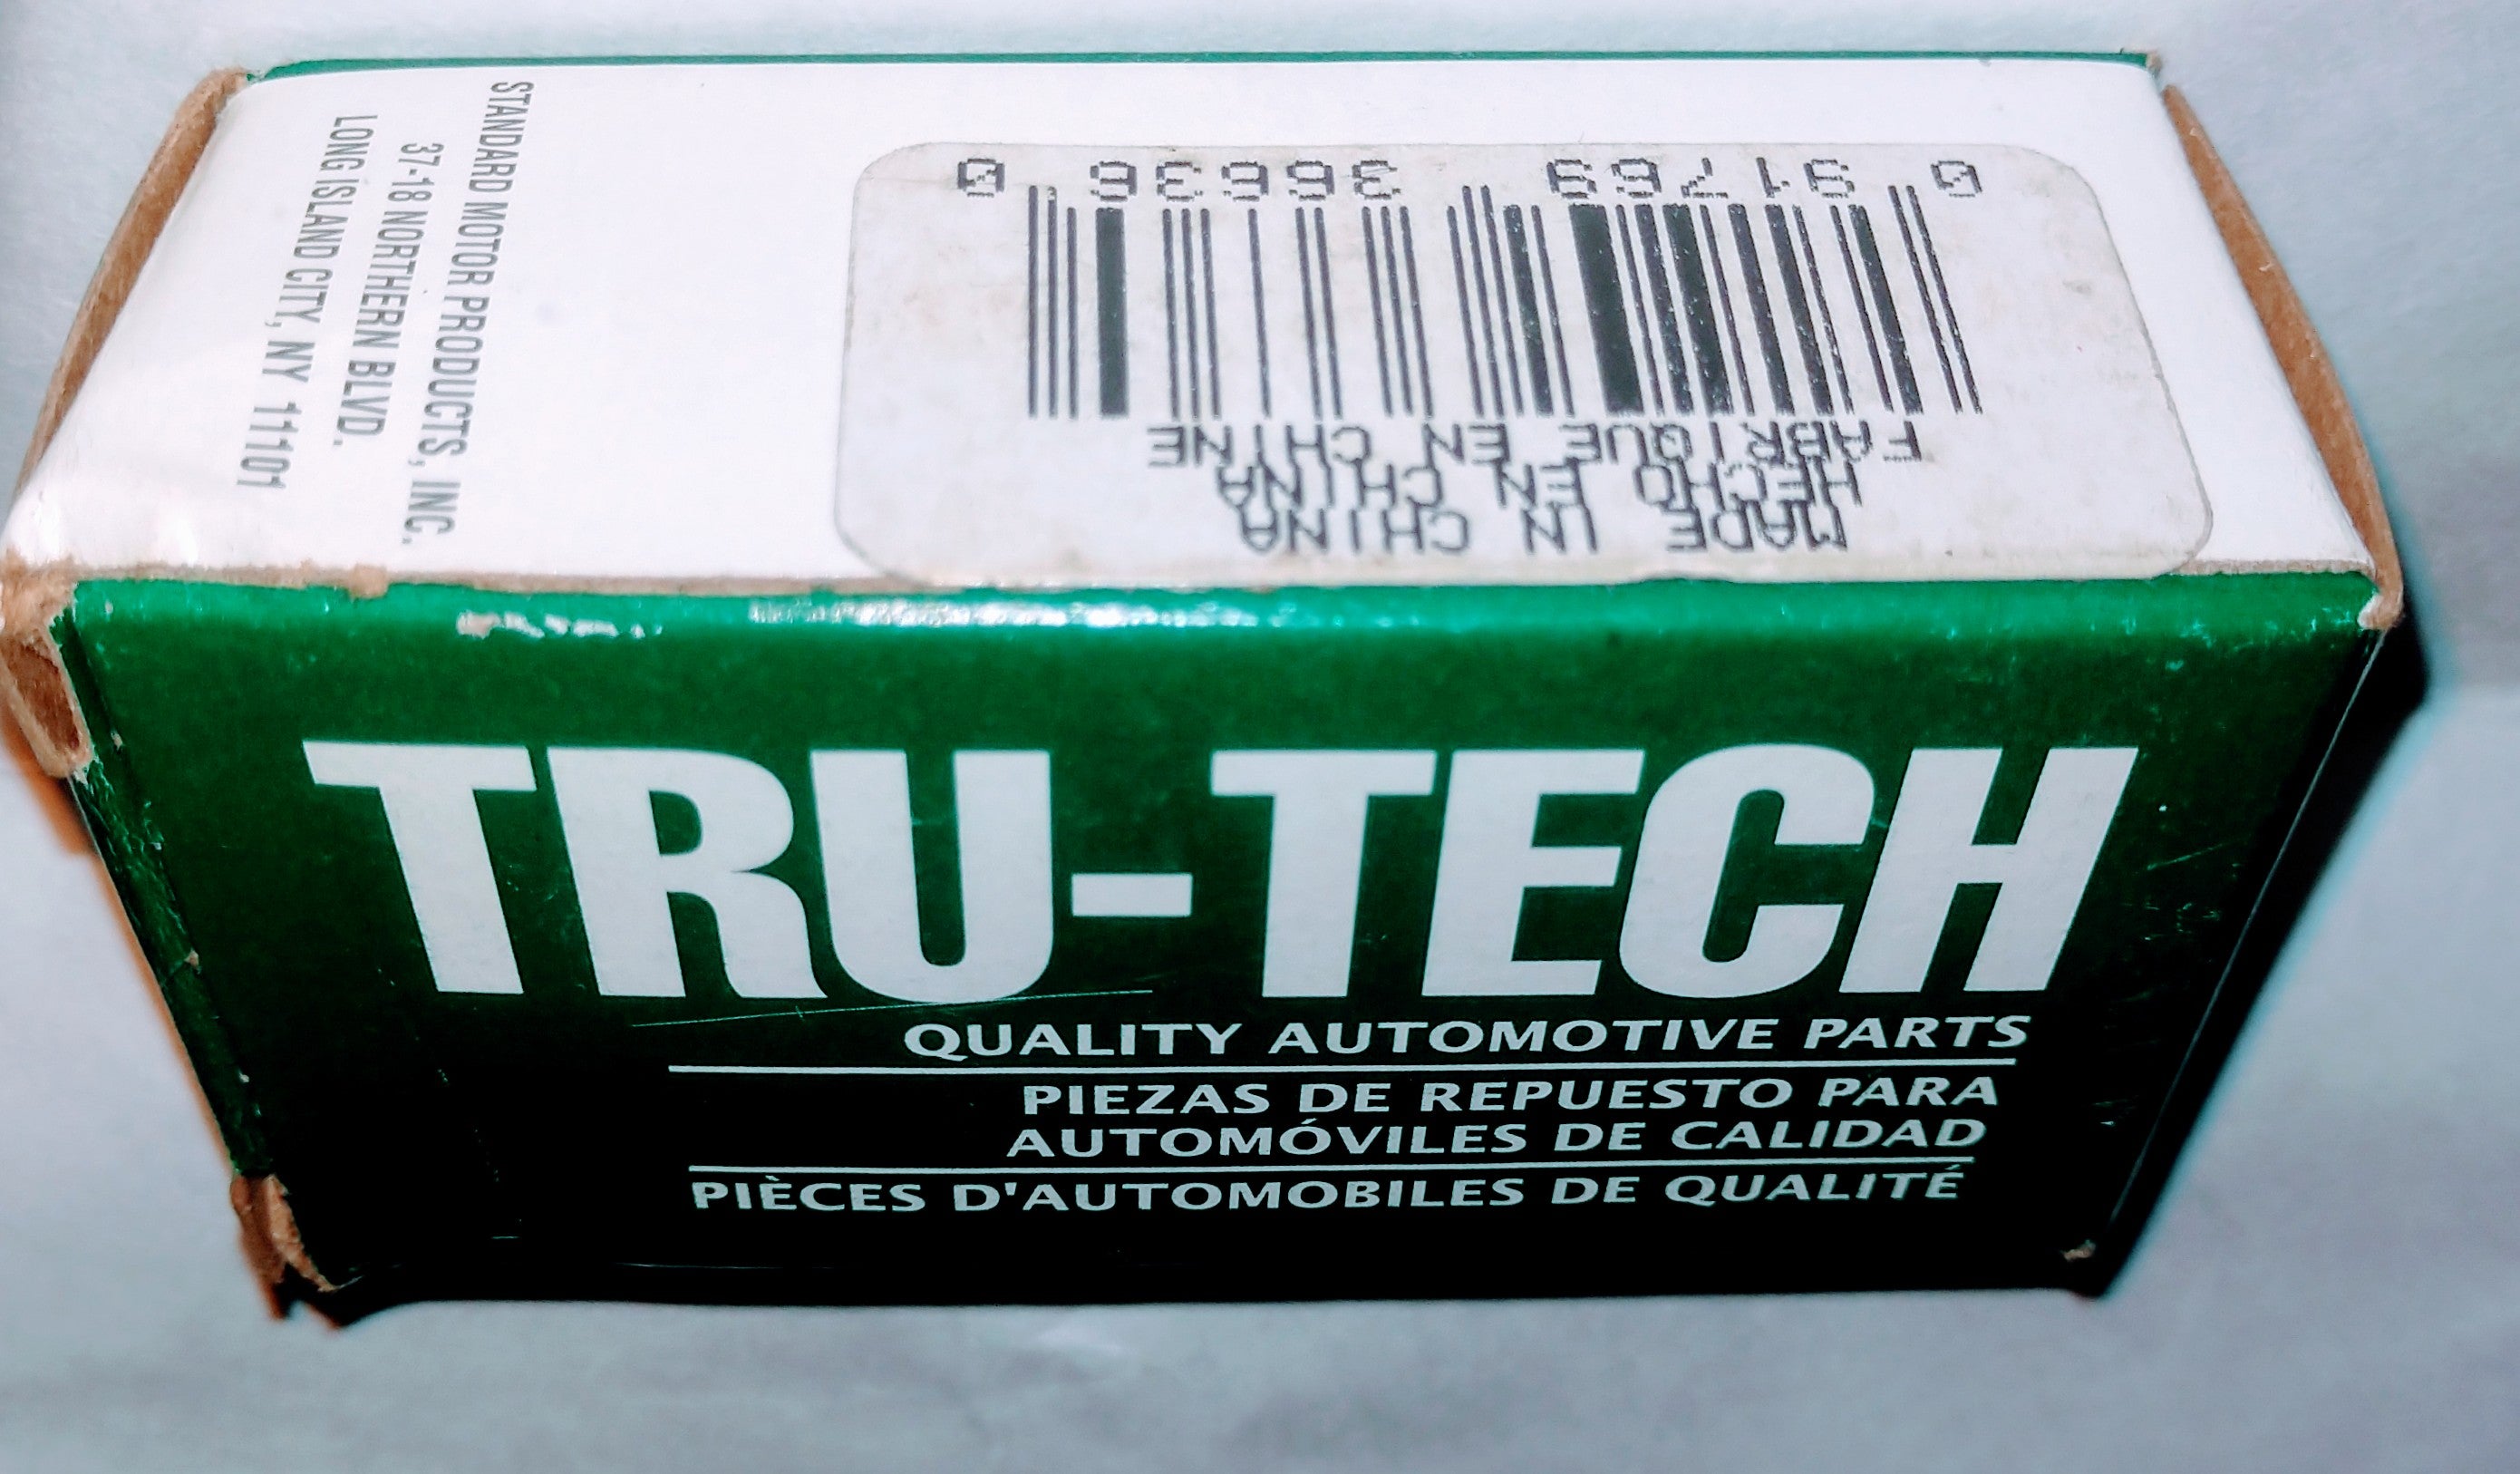 STANDARD MOTOR PRODUCTS, INC.
37-18 NORTHERN BLVD.
LONG ISLAND CITY, NY 11101
MADE IN CHINA
HECHO EN CHINA
FABRIQUE EN CHINE
0 91769 36636 0
TRU-TECH
QUALITY AUTOMOTIVE PARTS
PIEZAS DE REPUESTO PARA
AUTOMÓVILES DE CALIDAD
PIÈCES D'AUTOMOBILES DE QUALITÉ